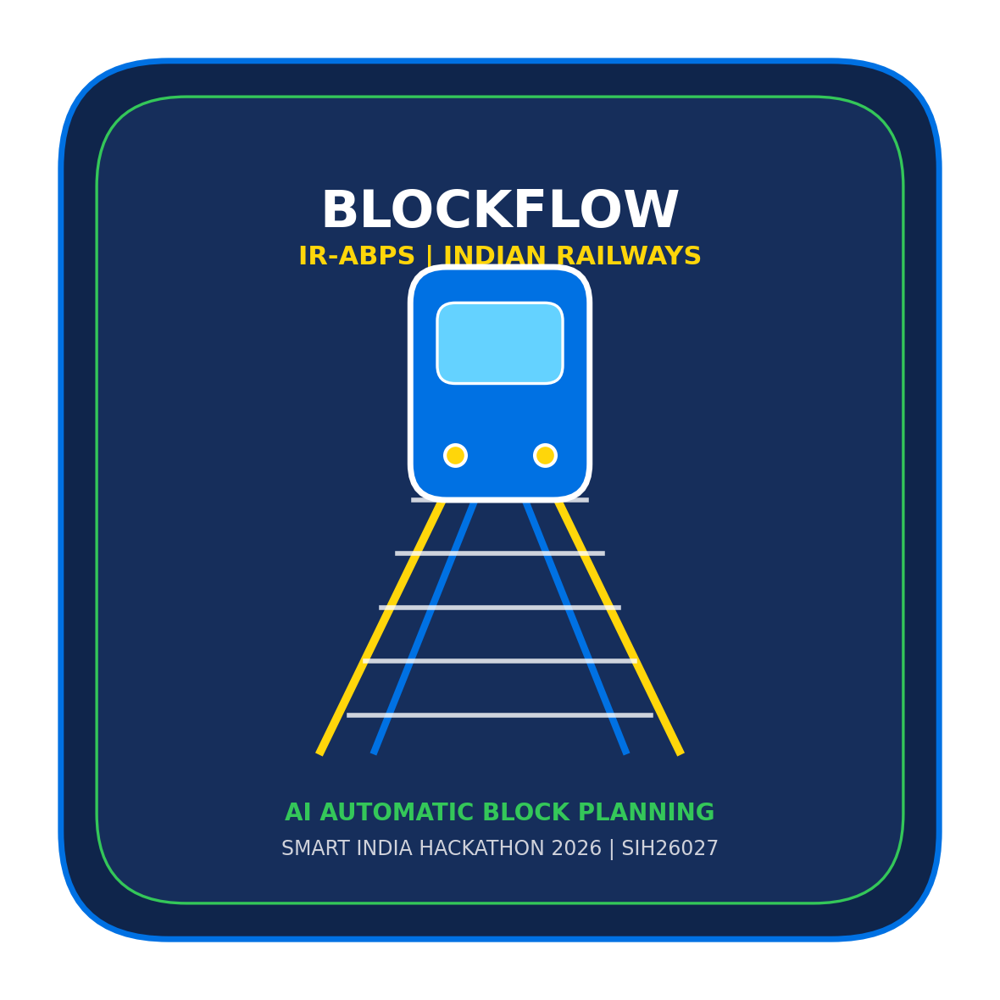 BLOCKFLOW
IR-ABPS | INDIAN RAILWAYS
AI AUTOMATIC BLOCK PLANNING
SMART INDIA HACKATHON 2026 | SIH26027